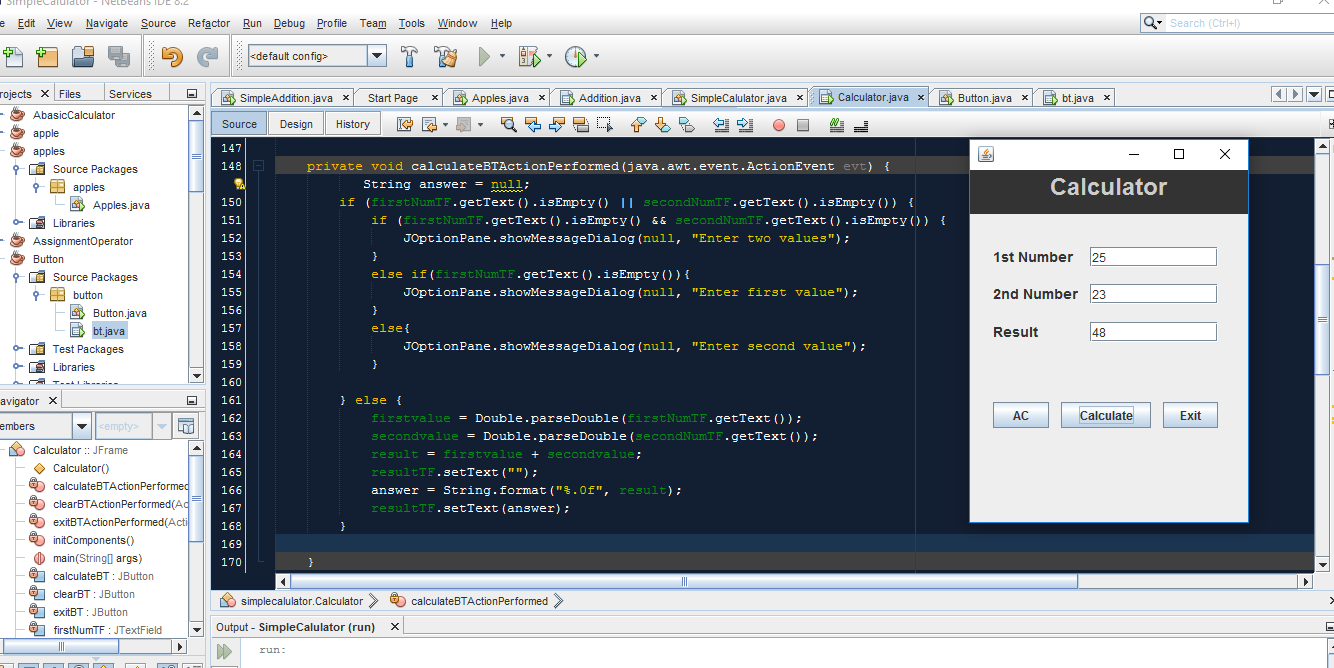 SimpleCalulator - NetBeans IDE 8.2
Edit View Navigate Source Refactor Run Debug Profile Team Tools Window Help
Search (Ctrl+I)
<default config>
rojects Files Services
AbasicCalculator
apple
apples
Source Packages
apples
Apples.java
Libraries
AssignmentOperator
Button
Source Packages
button
Button.java
bt.java
Test Packages
Libraries
Test Libraries
avigator
embers <empty>
Calculator :: JFrame
Calculator()
calculateBTActionPerformed
clearBTActionPerformed(Ac
exitBTActionPerformed(Acti
initComponents()
main(String[] args)
calculateBT : JButton
clearBT : JButton
exitBT : JButton
firstNumTF : JTextField
SimpleAddition.java Start Page Apples.java Addition.java SimpleCalulator.java Calculator.java Button.java bt.java
Source Design History
147
148 private void calculateBTActionPerformed(java.awt.event.ActionEvent evt) {
String answer = null;
150 if (firstNumTF.getText().isEmpty() || secondNumTF.getText().isEmpty()) {
151 if (firstNumTF.getText().isEmpty() && secondNumTF.getText().isEmpty()) {
152 JOptionPane.showMessageDialog(null, "Enter two values");
153 }
154 else if(firstNumTF.getText().isEmpty()){
155 JOptionPane.showMessageDialog(null, "Enter first value");
156 }
157 else{
158 JOptionPane.showMessageDialog(null, "Enter second value");
159 }
160
161 } else {
162 firstvalue = Double.parseDouble(firstNumTF.getText());
163 secondvalue = Double.parseDouble(secondNumTF.getText());
164 result = firstvalue + secondvalue;
165 resultTF.setText("");
166 answer = String.format("%.0f", result);
167 resultTF.setText(answer);
168 }
169
170 }
simplecalulator.Calculator calculateBTActionPerformed
Output - SimpleCalulator (run)
run:
Calculator
1st Number 25
2nd Number 23
Result 48
AC Calculate Exit